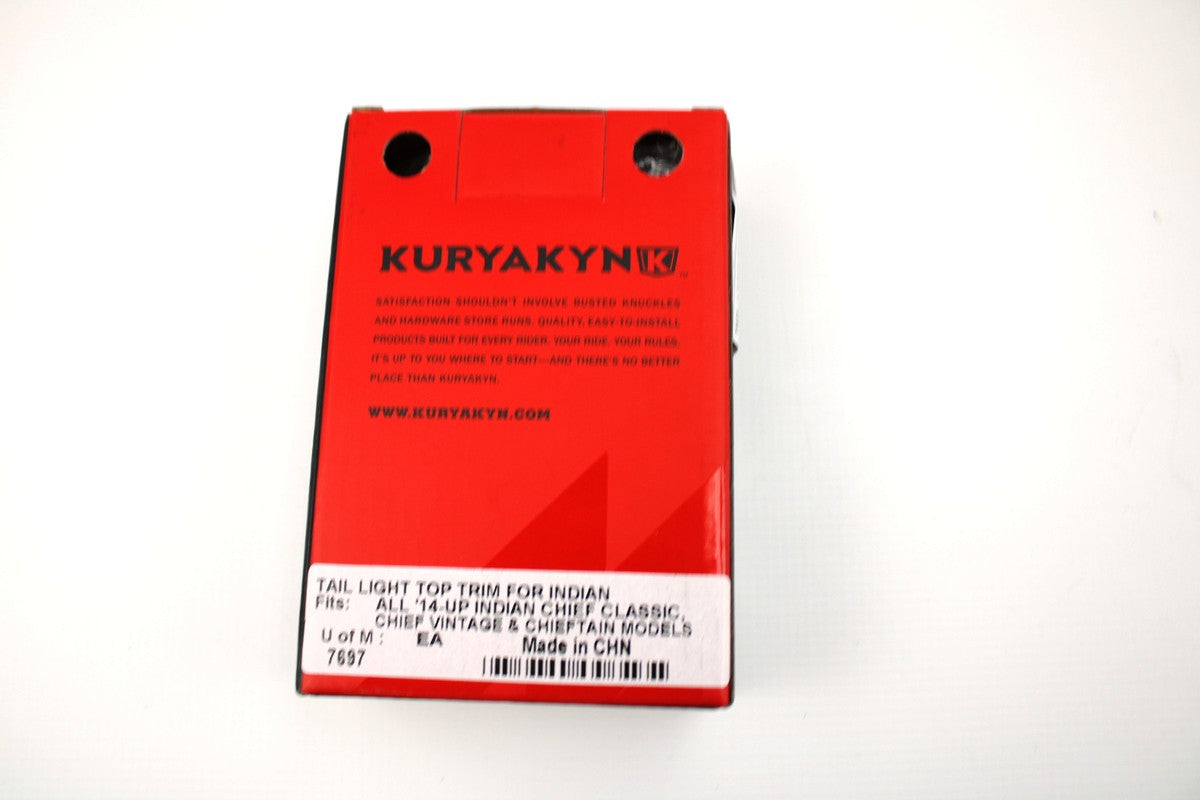 KURYAKYN K
TM
SATISFACTION SHOULDN'T INVOLVE BUSTED KNUCKLES
AND HARDWARE STORE RUNS. QUALITY, EASY-TO-INSTALL
PRODUCTS BUILT FOR EVERY RIDER. YOUR RIDE, YOUR RULES.
IT'S UP TO YOU WHERE TO START—AND THERE'S NO BETTER
PLACE THAN KURYAKYN.
WWW.KURYAKYN.COM
TAIL LIGHT TOP TRIM FOR INDIAN
Fits: ALL '14-UP INDIAN CHIEF CLASSIC,
CHIEF VINTAGE & CHIEFTAIN MODELS
U of M : EA Made in CHN
7697